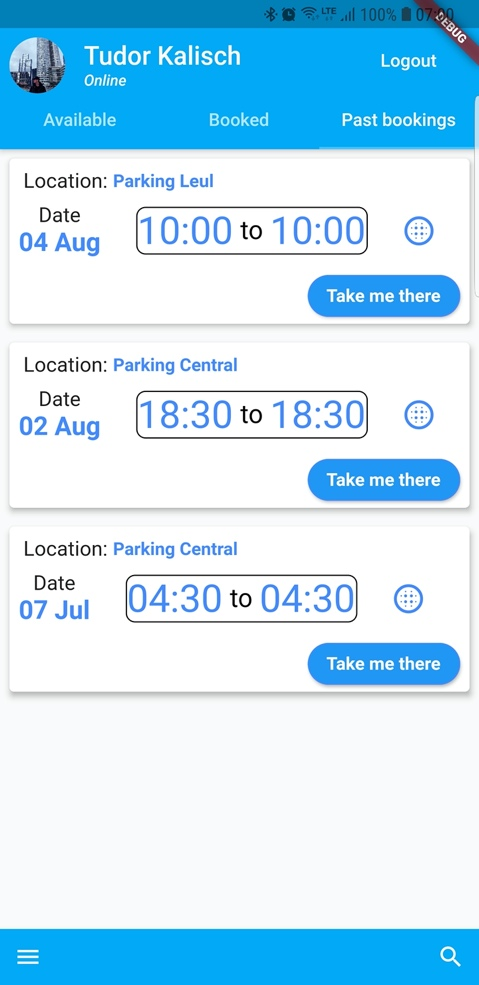 LTE 100%
DEBUG
Tudor Kalisch
Logout
Online
Available Booked Past bookings
Location: Parking Leul
Date
04 Aug
10:00 to 10:00
Take me there
Location: Parking Central
Date
02 Aug
18:30 to 18:30
Take me there
Location: Parking Central
Date
07 Jul
04:30 to 04:30
Take me there